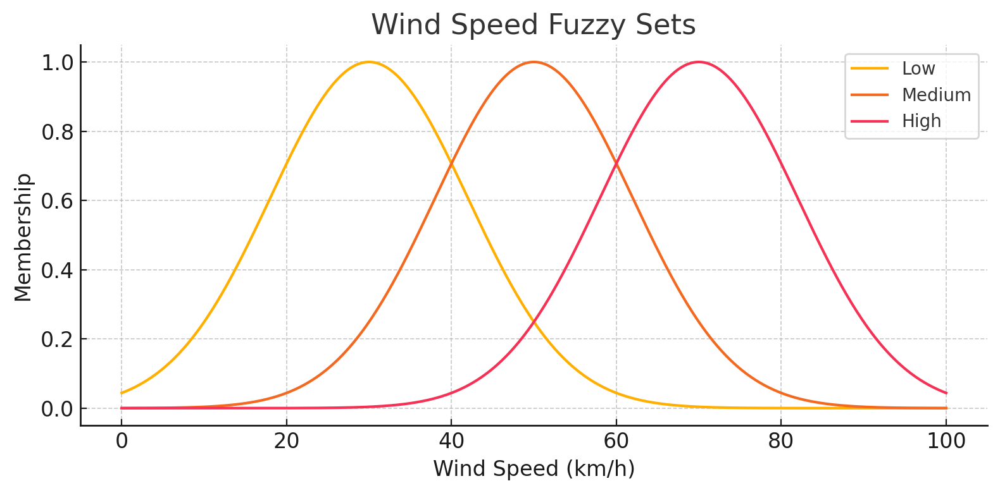 Wind Speed Fuzzy Sets
1.0
0.8
0.6
0.4
0.2
0.0
Membership
Low
Medium
High
0 20 40 60 80 100
Wind Speed (km/h)